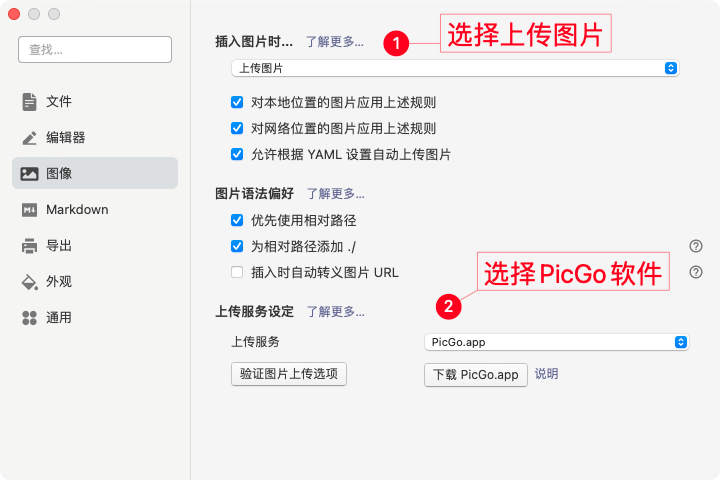 查找...
文件
编辑器
图像
Markdown
导出
外观
通用
插入图片时... 了解更多...
1 选择上传图片
上传图片
对本地位置的图片应用上述规则
对网络位置的图片应用上述规则
允许根据 YAML 设置自动上传图片
图片语法偏好 了解更多...
优先使用相对路径
为相对路径添加 ./ ?
插入时自动转义图片 URL ?
2 选择PicGo软件
上传服务设定 了解更多...
上传服务 PicGo.app
验证图片上传选项 下载 PicGo.app 说明